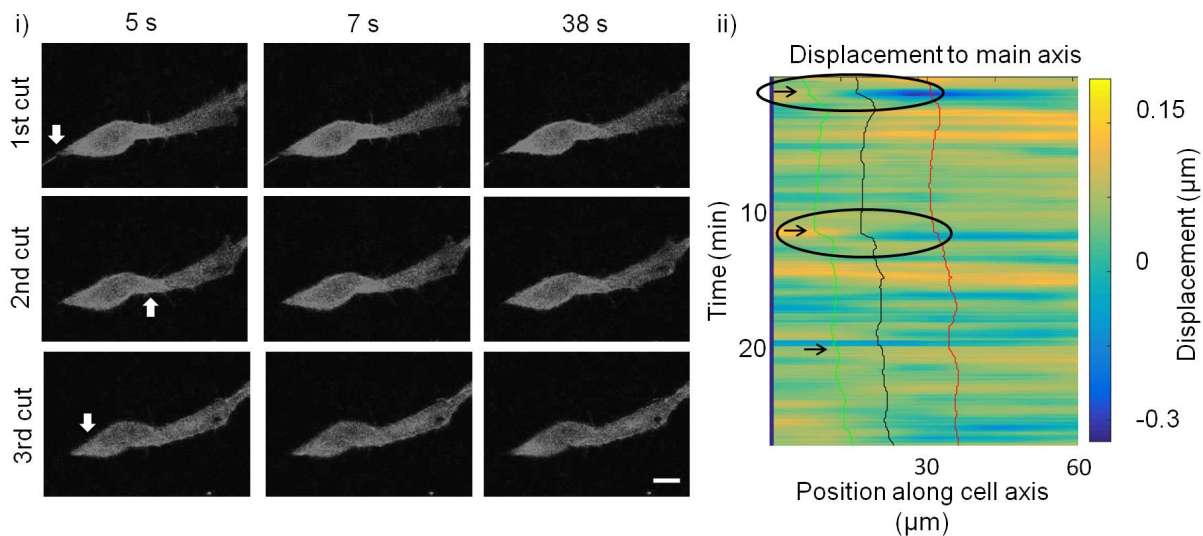 i)
5 s
7 s
38 s
1st cut
2nd cut
3rd cut
ii)
Displacement to main axis
Time (min)
10
20
30
60
Position along cell axis
(µm)
0.15
0
-0.3
Displacement (µm)